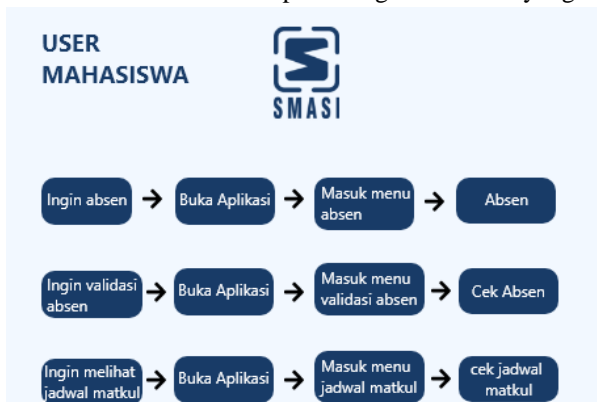 USER
MAHASISWA
SMASI
Ingin absen
Buka Aplikasi
Masuk menu
absen
Absen
Ingin validasi
absen
Buka Aplikasi
Masuk menu
validasi absen
Cek Absen
Ingin melihat
jadwal matkul
Buka Aplikasi
Masuk menu
jadwal matkul
cek jadwal
matkul